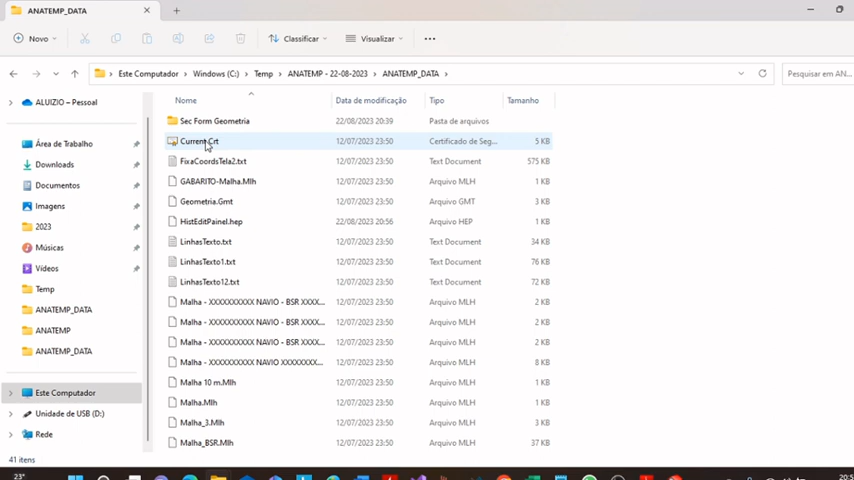 ANATEMP_DATA
Novo
Classificar
Visualizar
Este Computador
Windows (C:)
Temp
ANATEMP - 22-08-2023
ANATEMP_DATA
Pesquisar em AN...
ALUIZIO – Pessoal
Área de Trabalho
Downloads
Documentos
Imagens
2023
Músicas
Vídeos
Temp
ANATEMP_DATA
ANATEMP
ANATEMP_DATA
Este Computador
Unidade de USB (D:)
Rede
Nome Data de modificação Tipo Tamanho
Sec Form Geometria 22/08/2023 20:39 Pasta de arquivos
Current.Crt 12/07/2023 23:50 Certificado de Seg... 5 KB
FixaCoordsTela2.txt 12/07/2023 23:50 Text Document 575 KB
GABARITO-Malha.Mlh 12/07/2023 23:50 Arquivo MLH 1 KB
Geometria.Gmt 12/07/2023 23:50 Arquivo GMT 3 KB
HistEditPainel.hep 22/08/2023 20:56 Arquivo HEP 1 KB
LinhasTexto.txt 12/07/2023 23:50 Text Document 34 KB
LinhasTexto1.txt 12/07/2023 23:50 Text Document 76 KB
LinhasTexto12.txt 12/07/2023 23:50 Text Document 72 KB
Malha - XXXXXXXXXX NAVIO - BSR XXXX... 12/07/2023 23:50 Arquivo MLH 2 KB
Malha - XXXXXXXXXX NAVIO - BSR XXXX... 12/07/2023 23:50 Arquivo MLH 2 KB
Malha - XXXXXXXXXX NAVIO - BSR XXXX... 12/07/2023 23:50 Arquivo MLH 2 KB
Malha - XXXXXXXXXX NAVIO XXXXXXXX... 12/07/2023 23:50 Arquivo MLH 8 KB
Malha 10 m.Mlh 12/07/2023 23:50 Arquivo MLH 1 KB
Malha.Mlh 12/07/2023 23:50 Arquivo MLH 1 KB
Malha_3.Mlh 12/07/2023 23:50 Arquivo MLH 3 KB
Malha_BSR.Mlh 12/07/2023 23:50 Arquivo MLH 37 KB
41 itens
23°